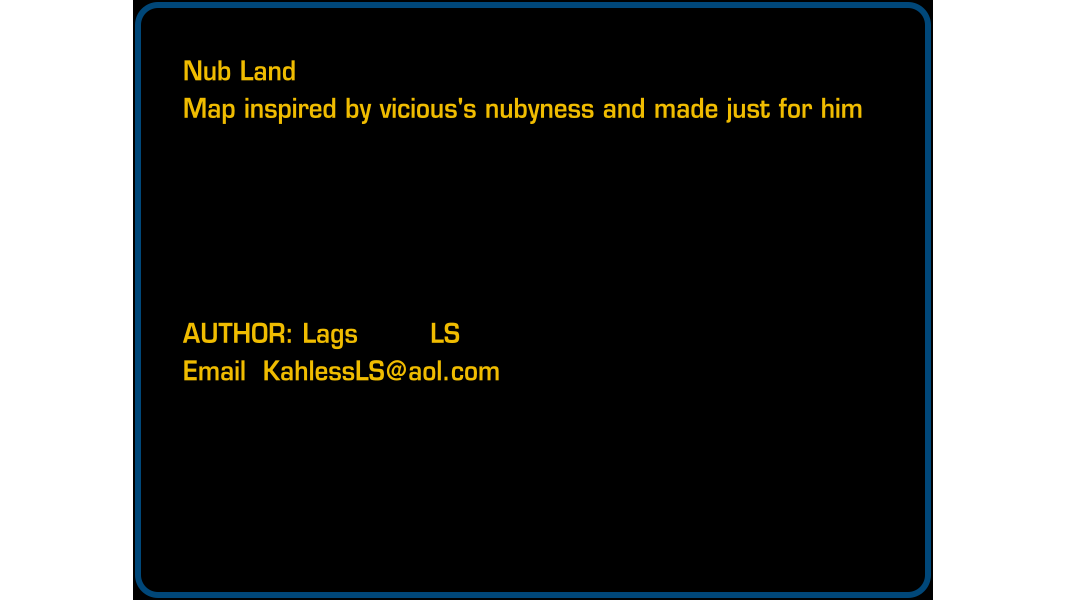 Nub Land
Map inspired by vicious's nubyness and made just for him
AUTHOR: Lags LS
Email KahlessLS@aol.com